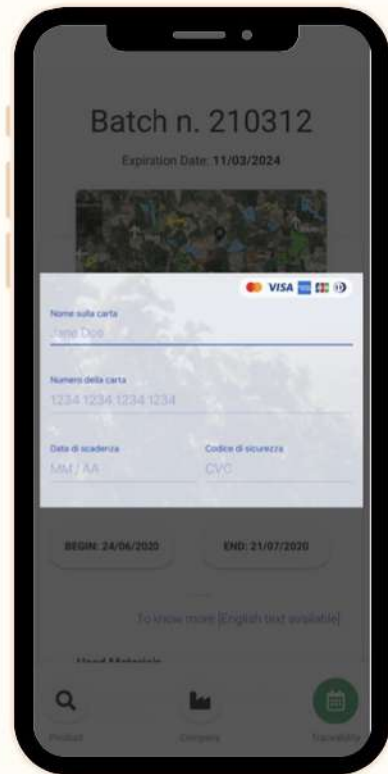 Batch n. 210312
Expiration Date: 11/03/2024
VISA
Nome sulla carta
Jane Doe
Numero della carta
1234 1234 1234 1234
Data di scadenza
Codice di sicurezza
MM / AA
CVC
BEGIN: 24/06/2020
END: 21/07/2020
To know more [English text available]
Used Materials
Product
Company
Traceability